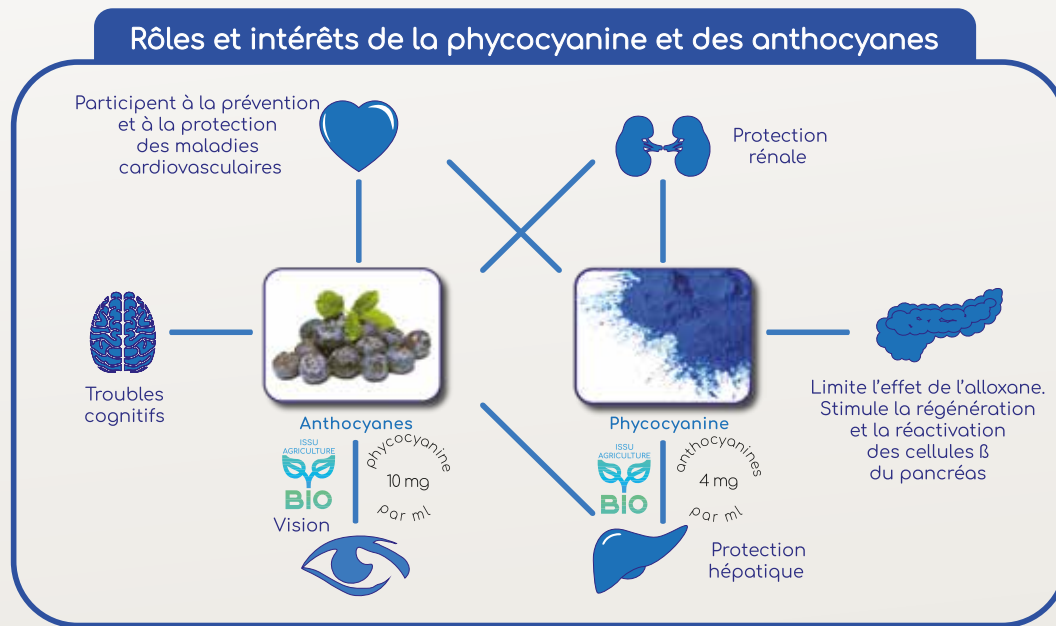 Rôles et intérêts de la phycocyanine et des anthocyanes
Participent à la prévention
et à la protection
des maladies
cardiovasculaires
Protection
rénale
Troubles
cognitifs
Limite l'effet de l'alloxane.
Stimule la régénération
et la réactivation
des cellules ß
du pancréas
Anthocyanes
ISSU
AGRICULTURE
BIO
phycocyanine
10 mg
par ml
Vision
Phycocyanine
ISSU
AGRICULTURE
BIO
anthocyanines
4 mg
par ml
Protection
hépatique